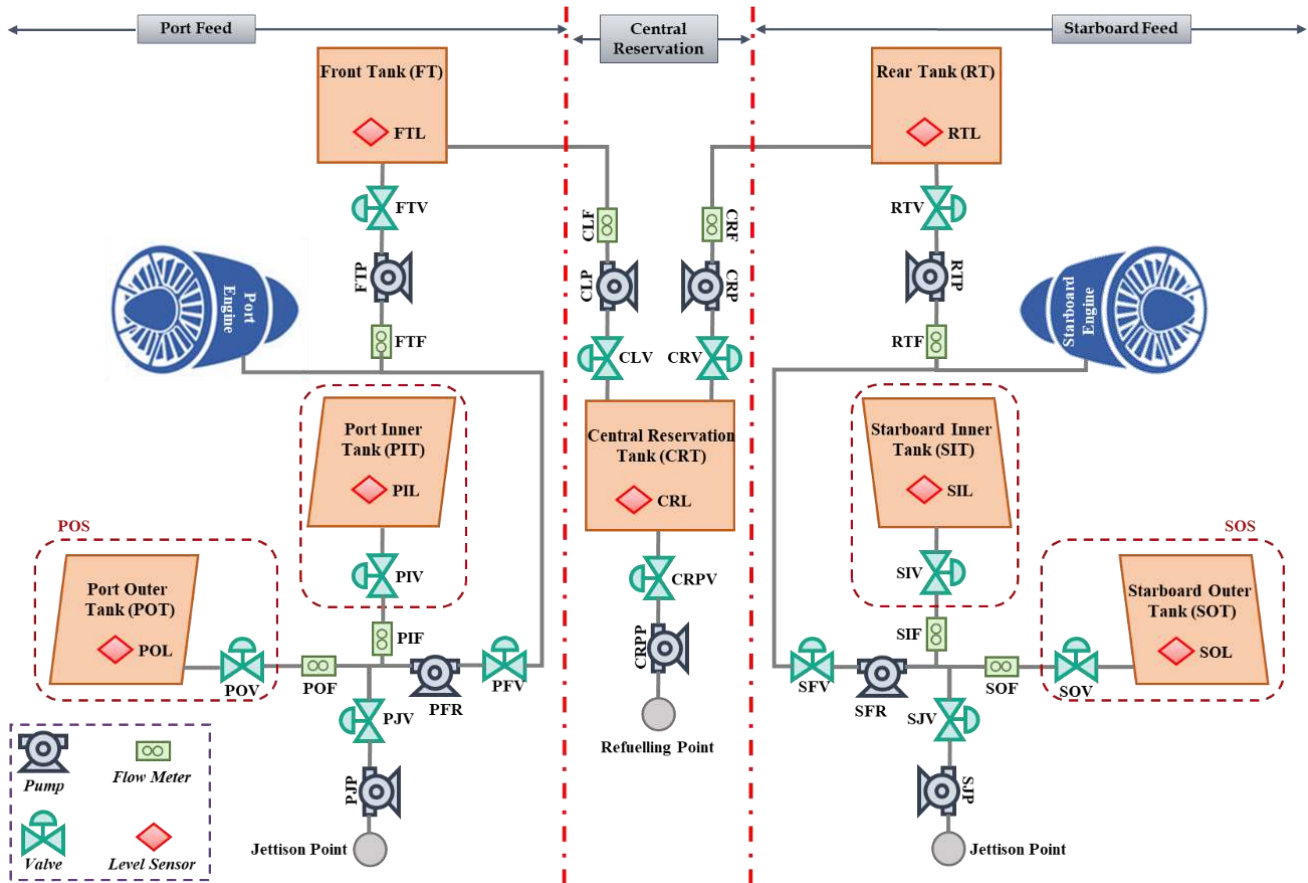 Port Feed
Central
Reservation
Starboard Feed
Front Tank (FT)
FTL
Rear Tank (RT)
RTL
FTV
CLF
CRF
RTV
Port
Engine
FTP
CLP
CRP
RTP
Starboard
Engine
FTF
CLV
CRV
RTF
Port Inner
Tank (PIT)
PIL
Central Reservation
Tank (CRT)
CRL
Starboard Inner
Tank (SIT)
SIL
POS
SOS
Port Outer
Tank (POT)
POL
PIV
CRPV
SIV
Starboard Outer
Tank (SOT)
SOL
PIF
CRPP
SIF
POV
POF
PFR
PFV
SFV
SFR
SOF
SOV
PJV
SJV
Refuelling Point
PJP
SJP
Jettison Point
Jettison Point
Pump
Flow Meter
Valve
Level Sensor